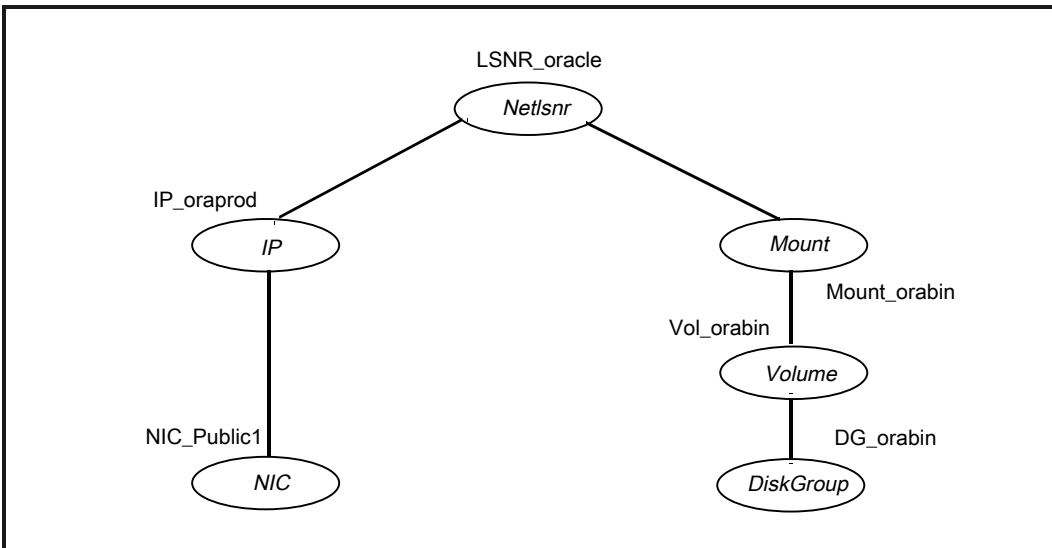 LSNR_oracle
Netlsnr
IP_oraprod
IP
Mount
Mount_orabin
Vol_orabin
Volume
NIC_Public1
DG_orabin
NIC
DiskGroup